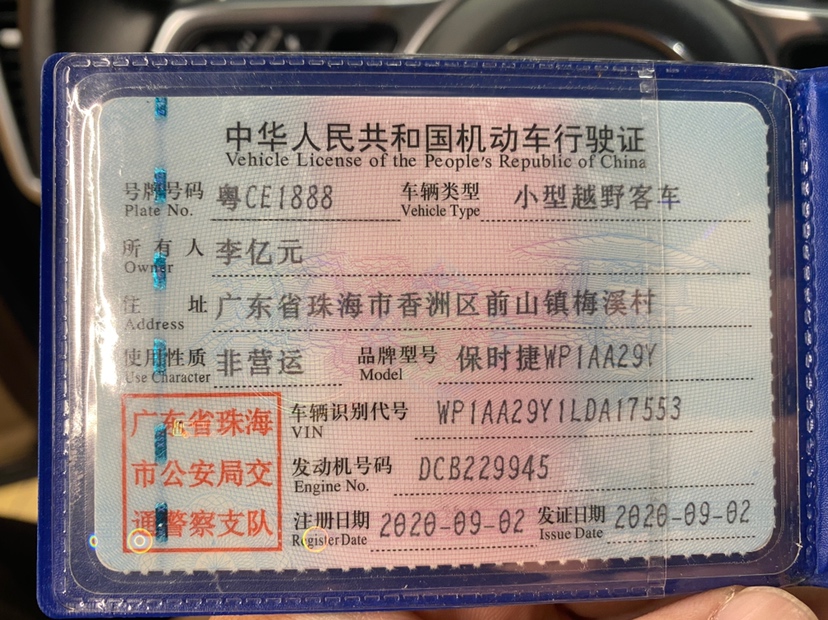 中华人民共和国机动车行驶证
Vehicle License of the People's Republic of China
号牌号码 粤CE1888 车辆类型 小型越野客车
Plate No. Vehicle Type
所有人 李亿元
Owner
住址 广东省珠海市香洲区前山镇梅溪村
Address
使用性质 非营运 品牌型号 保时捷WP1AA29Y
Use Character Model
广东省珠海 车辆识别代号 WP1AA29Y1LDA17553
VIN
市公安局交 发动机号码 DCB229945
Engine No.
通警察支队 注册日期 2020-09-02 发证日期 2020-09-02
Register Date Issue Date